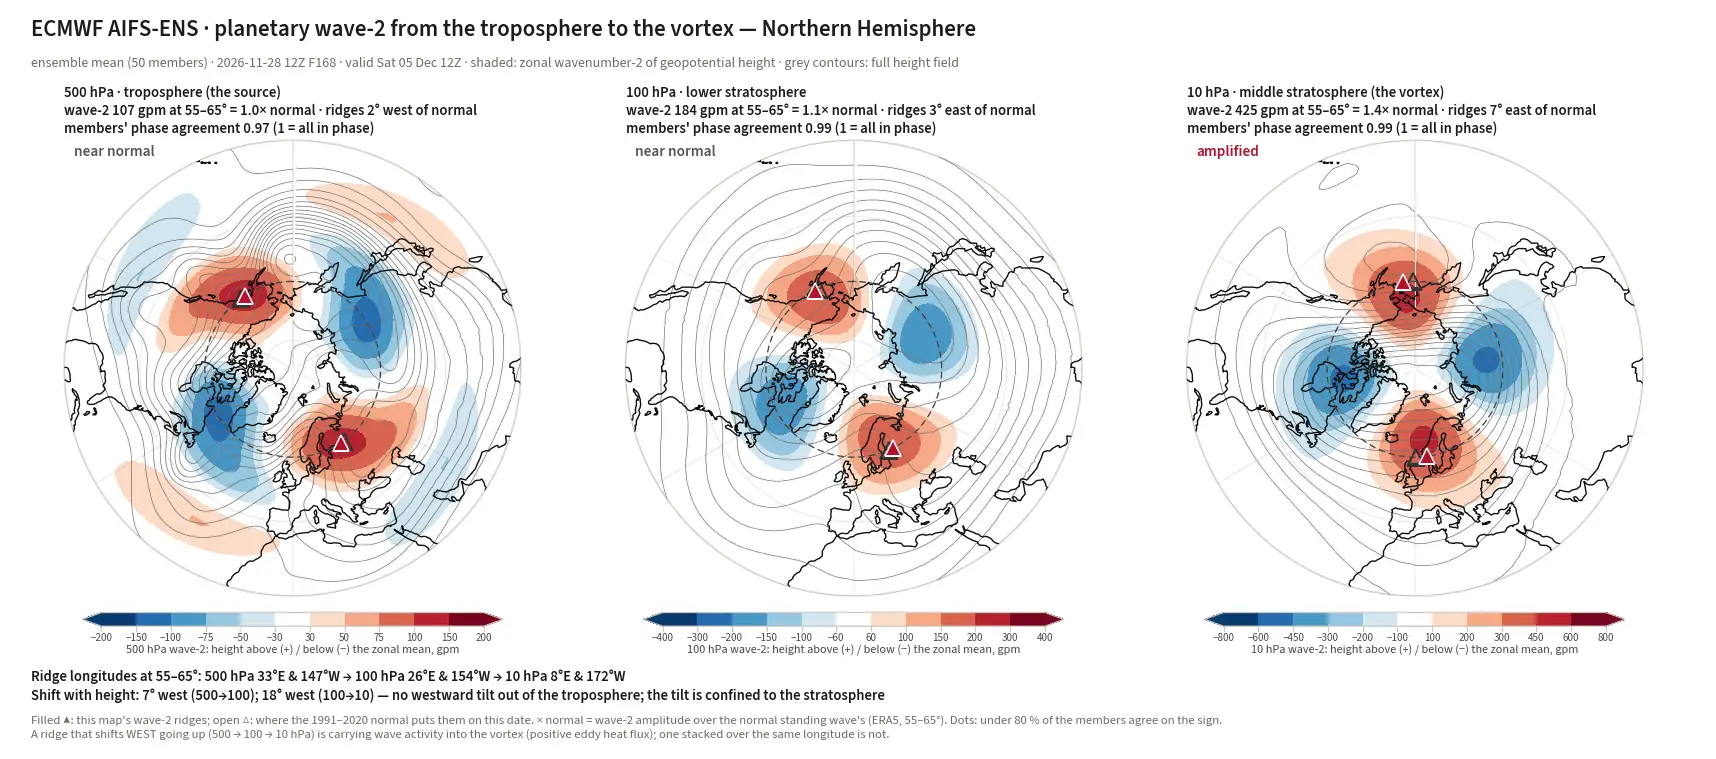 ECMWF AIFS-ENS · planetary wave-2 from the troposphere to the vortex — Northern Hemisphere
ensemble mean (50 members) · 2026-11-28 12Z F168 · valid Sat 05 Dec 12Z · shaded: zonal wavenumber-2 of geopotential height · grey contours: full height field
500 hPa · troposphere (the source)
wave-2 107 gpm at 55–65° = 1.0× normal · ridges 2° west of normal
members' phase agreement 0.97 (1 = all in phase)
near normal
100 hPa · lower stratosphere
wave-2 184 gpm at 55–65° = 1.1× normal · ridges 3° east of normal
members' phase agreement 0.99 (1 = all in phase)
near normal
10 hPa · middle stratosphere (the vortex)
wave-2 425 gpm at 55–65° = 1.4× normal · ridges 7° east of normal
members' phase agreement 0.99 (1 = all in phase)
amplified
−200 −150 −100 −75 −50 −30 30 50 75 100 150 200
500 hPa wave-2: height above (+) / below (−) the zonal mean, gpm
−400 −300 −200 −150 −100 −60 60 100 150 200 300 400
100 hPa wave-2: height above (+) / below (−) the zonal mean, gpm
−800 −600 −450 −300 −200 −100 100 200 300 450 600 800
10 hPa wave-2: height above (+) / below (−) the zonal mean, gpm
Ridge longitudes at 55–65°: 500 hPa 33°E & 147°W → 100 hPa 26°E & 154°W → 10 hPa 8°E & 172°W
Shift with height: 7° west (500→100); 18° west (100→10) — no westward tilt out of the troposphere; the tilt is confined to the stratosphere
Filled ▲: this map's wave-2 ridges; open △: where the 1991–2020 normal puts them on this date. × normal = wave-2 amplitude over the normal standing wave's (ERA5, 55–65°). Dots: under 80 % of the members agree on the sign.
A ridge that shifts WEST going up (500 → 100 → 10 hPa) is carrying wave activity into the vortex (positive eddy heat flux); one stacked over the same longitude is not.